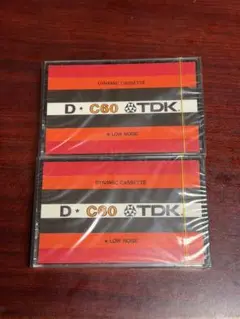 DYNAMIC CASSETTE
D • C60 TDK
• LOW NOISE
DYNAMIC CASSETTE
D • C60 TDK
• LOW NOISE